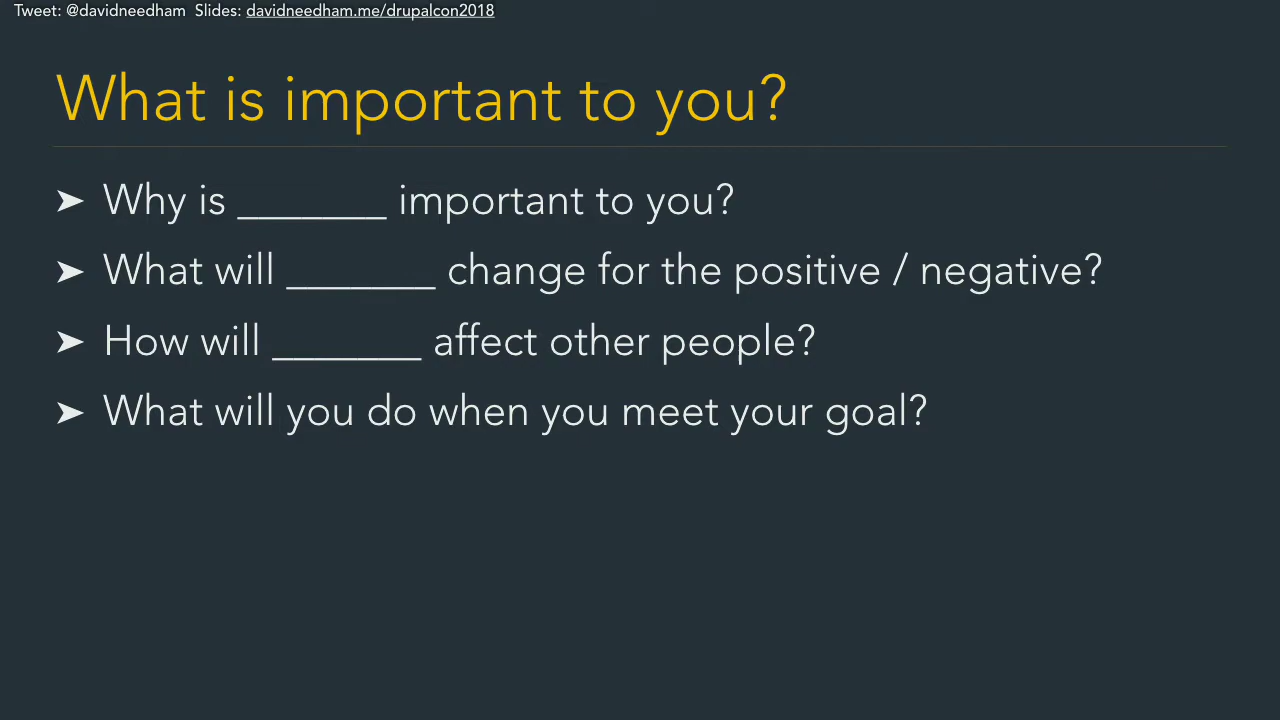 Tweet: @davidneedham Slides: davidneedham.me/drupalcon2018
What is important to you?
➤ Why is _______ important to you?
➤ What will _______ change for the positive / negative?
➤ How will _______ affect other people?
➤ What will you do when you meet your goal?